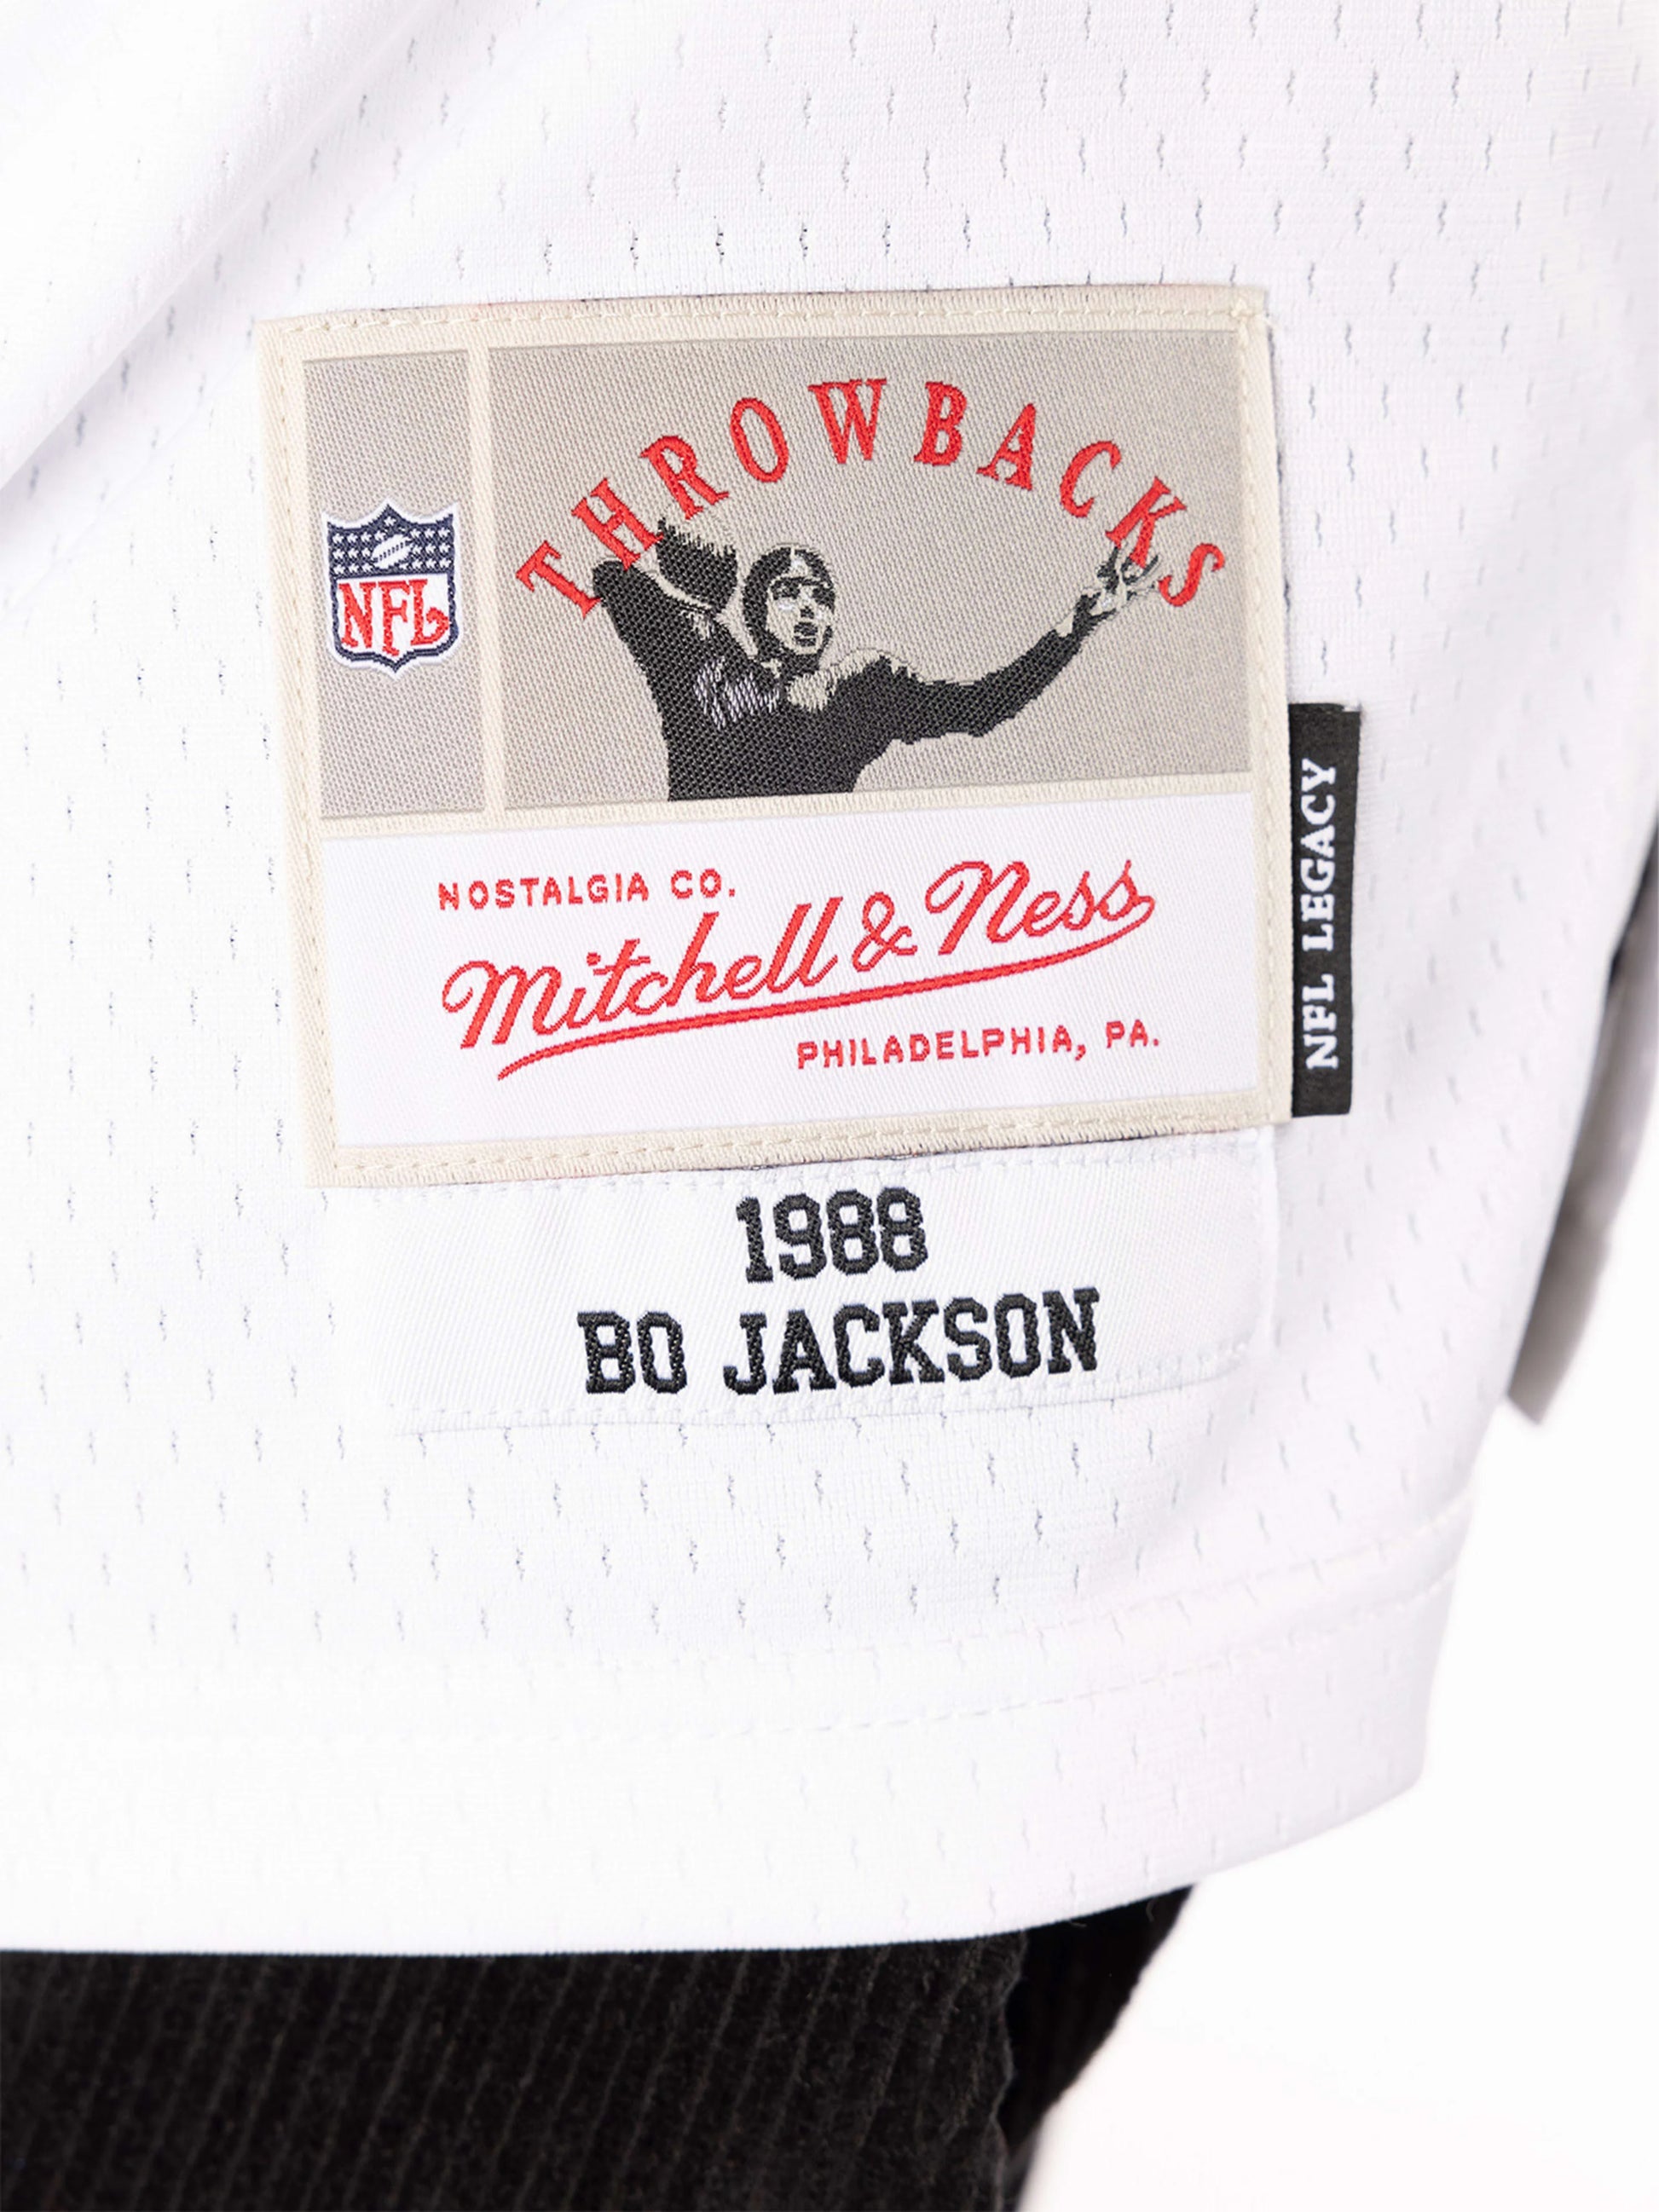 THROWBACKS
NFL
NOSTALGIA CO.
Mitchell & Ness
PHILADELPHIA, PA.
NFL LEGACY
1988
BO JACKSON